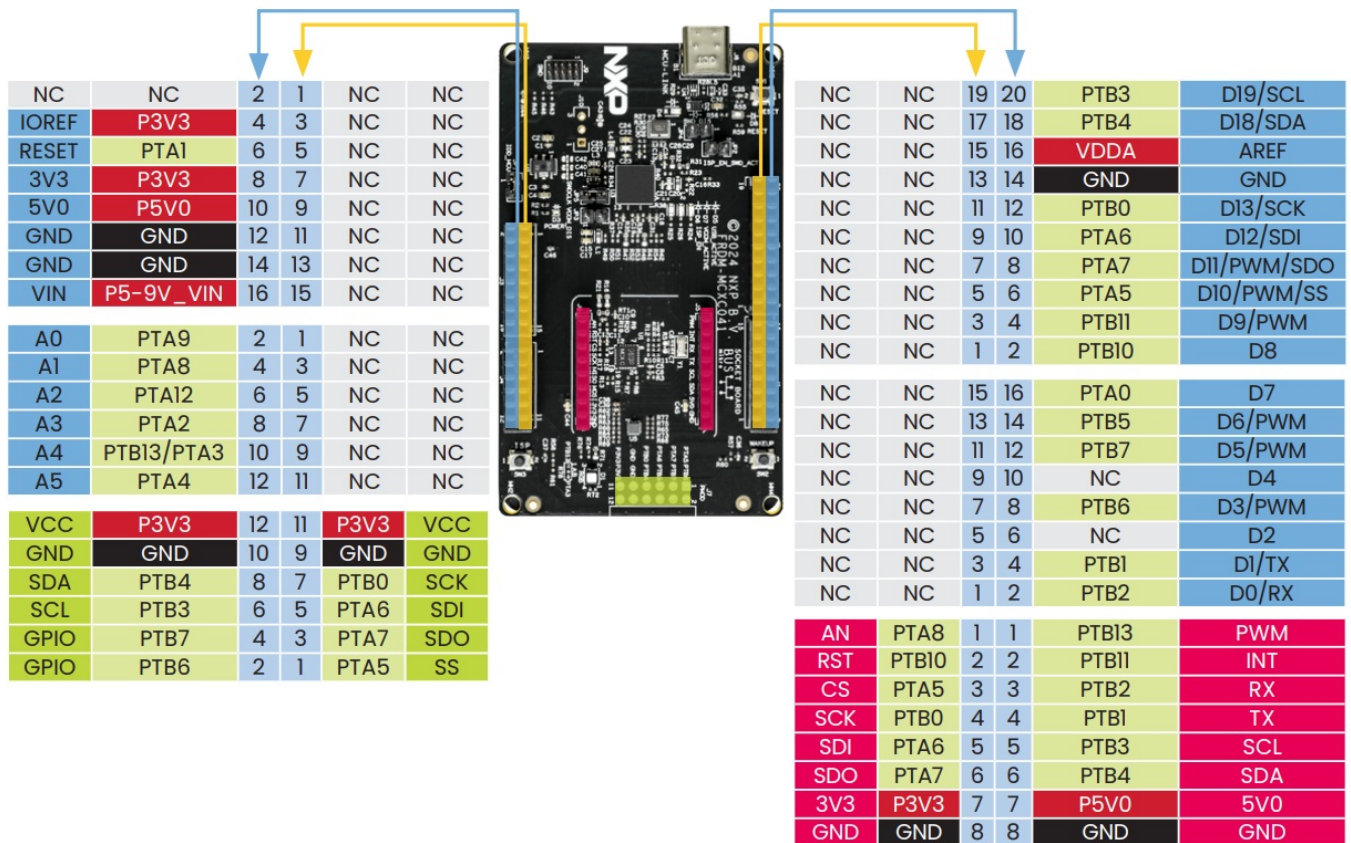 2 1
NC NC 2 1 NC NC
IOREF P3V3 4 3 NC NC
RESET PTA1 6 5 NC NC
3V3 P3V3 8 7 NC NC
5V0 P5V0 10 9 NC NC
GND GND 12 11 NC NC
GND GND 14 13 NC NC
VIN P5-9V_VIN 16 15 NC NC
A0 PTA9 2 1 NC NC
A1 PTA8 4 3 NC NC
A2 PTA12 6 5 NC NC
A3 PTA2 8 7 NC NC
A4 PTB13/PTA3 10 9 NC NC
A5 PTA4 12 11 NC NC
VCC P3V3 12 11 P3V3 VCC
GND GND 10 9 GND GND
SDA PTB4 8 7 PTB0 SCK
SCL PTB3 6 5 PTA6 SDI
GPIO PTB7 4 3 PTA7 SDO
GPIO PTB6 2 1 PTA5 SS
NXP
MCU-LINK
ISP_EN_SWD_ACT
POWER
©2024 NXP B.V.
FRDM-MCXC041
SOCKET BOARD
ISP
SW3
WAKEUP
SW2
PMOD
NC NC 19 20 PTB3 D19/SCL
NC NC 17 18 PTB4 D18/SDA
NC NC 15 16 VDDA AREF
NC NC 13 14 GND GND
NC NC 11 12 PTB0 D13/SCK
NC NC 9 10 PTA6 D12/SDI
NC NC 7 8 PTA7 D11/PWM/SDO
NC NC 5 6 PTA5 D10/PWM/SS
NC NC 3 4 PTB11 D9/PWM
NC NC 1 2 PTB10 D8
NC NC 15 16 PTA0 D7
NC NC 13 14 PTB5 D6/PWM
NC NC 11 12 PTB7 D5/PWM
NC NC 9 10 NC D4
NC NC 7 8 PTB6 D3/PWM
NC NC 5 6 NC D2
NC NC 3 4 PTB1 D1/TX
NC NC 1 2 PTB2 D0/RX
AN PTA8 1 1 PTB13 PWM
RST PTB10 2 2 PTB11 INT
CS PTA5 3 3 PTB2 RX
SCK PTB0 4 4 PTB1 TX
SDI PTA6 5 5 PTB3 SCL
SDO PTA7 6 6 PTB4 SDA
3V3 P3V3 7 7 P5V0 5V0
GND GND 8 8 GND GND